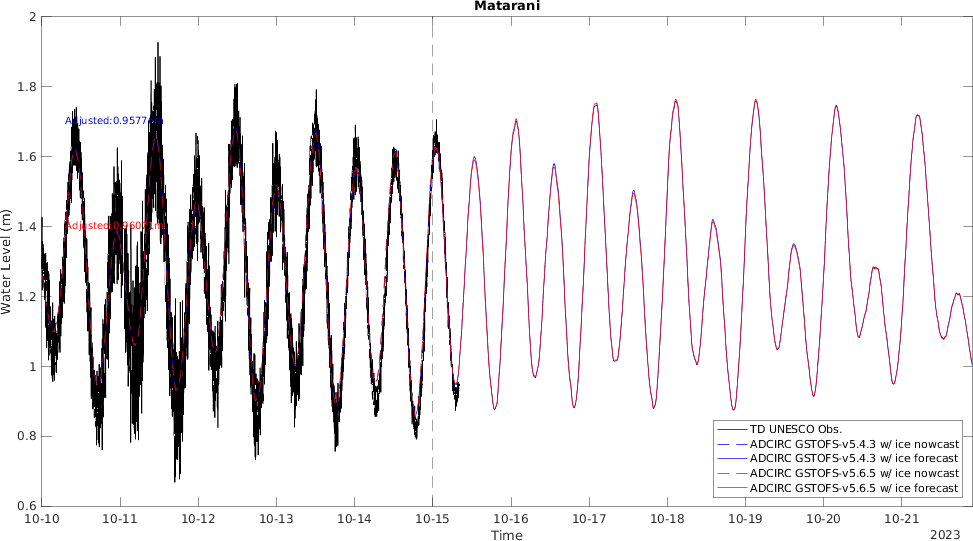 Matarani
2
1.8
1.6
1.4
1.2
1
0.8
0.6
Water Level (m)
Adjusted:0.9577
Adjusted:0.9607
10-10 10-11 10-12 10-13 10-14 10-15 10-16 10-17 10-18 10-19 10-20 10-21
Time
2023
TD UNESCO Obs.
ADCIRC GSTOFS-v5.4.3 w/ ice nowcast
ADCIRC GSTOFS-v5.4.3 w/ ice forecast
ADCIRC GSTOFS-v5.6.5 w/ ice nowcast
ADCIRC GSTOFS-v5.6.5 w/ ice forecast